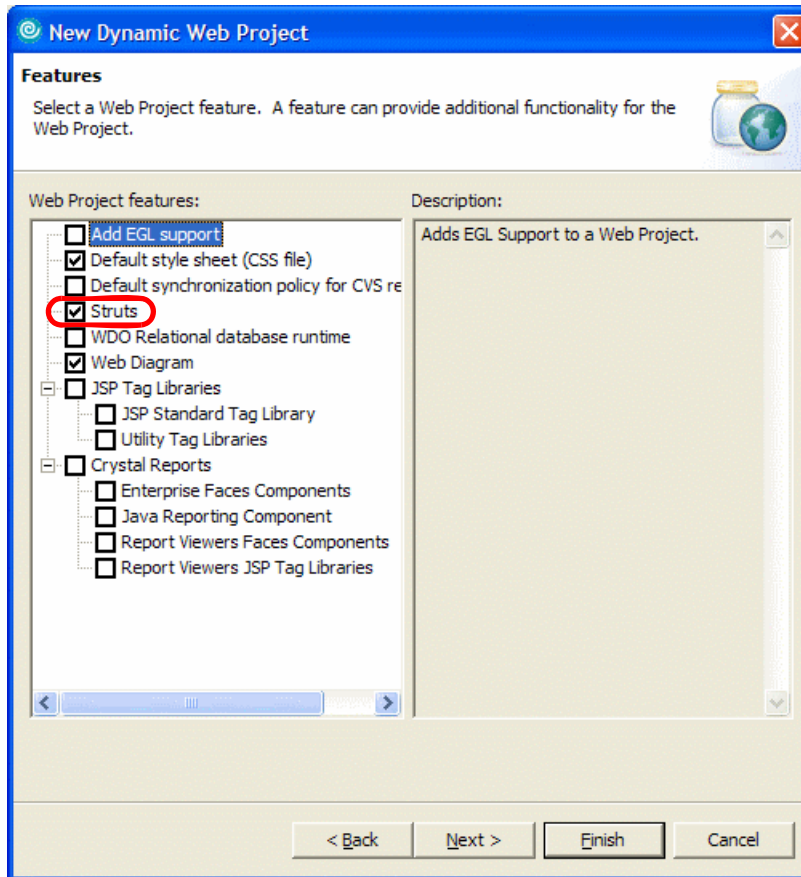 New Dynamic Web Project
Features
Select a Web Project feature. A feature can provide additional functionality for the
Web Project.
Web Project features:
Description:
Add EGL support
Adds EGL Support to a Web Project.
Default style sheet (CSS file)
Default synchronization policy for CVS re
Struts
WDO Relational database runtime
Web Diagram
JSP Tag Libraries
JSP Standard Tag Library
Utility Tag Libraries
Crystal Reports
Enterprise Faces Components
Java Reporting Component
Report Viewers Faces Components
Report Viewers JSP Tag Libraries
< Back
Next >
Finish
Cancel